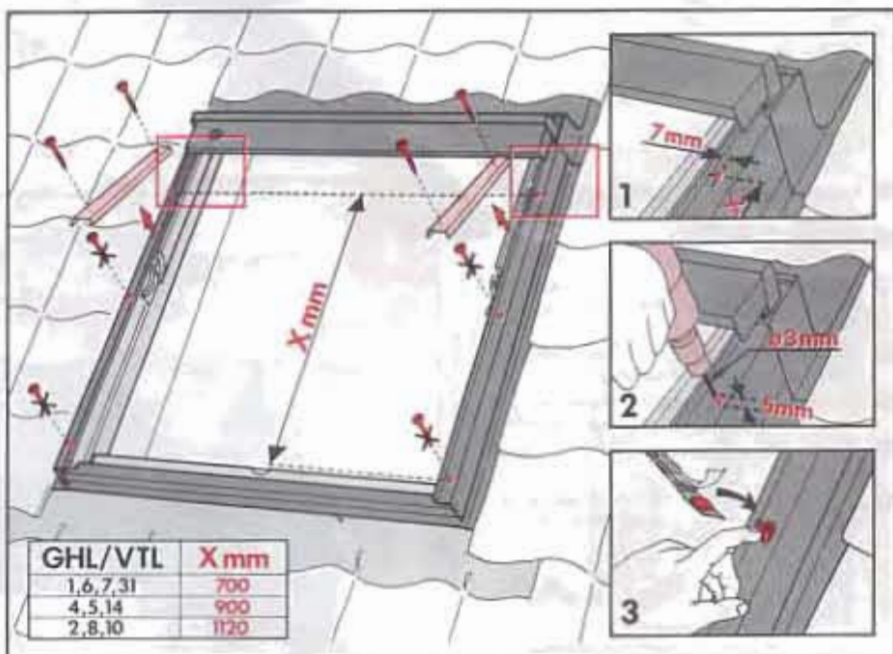 X mm
GHL/VTL X mm
1,6,7,31 700
4,5,14 900
2,8,10 1120
7mm
X
1
ø3mm
5mm
2
3